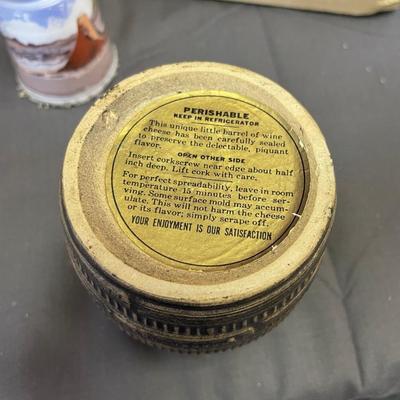 PERISHABLE
KEEP IN REFRIGERATOR
This unique little barrel of wine
cheese has been carefully sealed
to preserve the delectable, piquant
flavor.
OPEN OTHER SIDE
Insert corkscrew near edge about half
inch deep. Lift cork with care.
For perfect spreadability, leave in room
temperature 15 minutes before ser-
ving. Some surface mold may accum-
ulate. This will not harm the cheese
or its flavor; simply scrape off.
YOUR ENJOYMENT IS OUR SATISFACTION